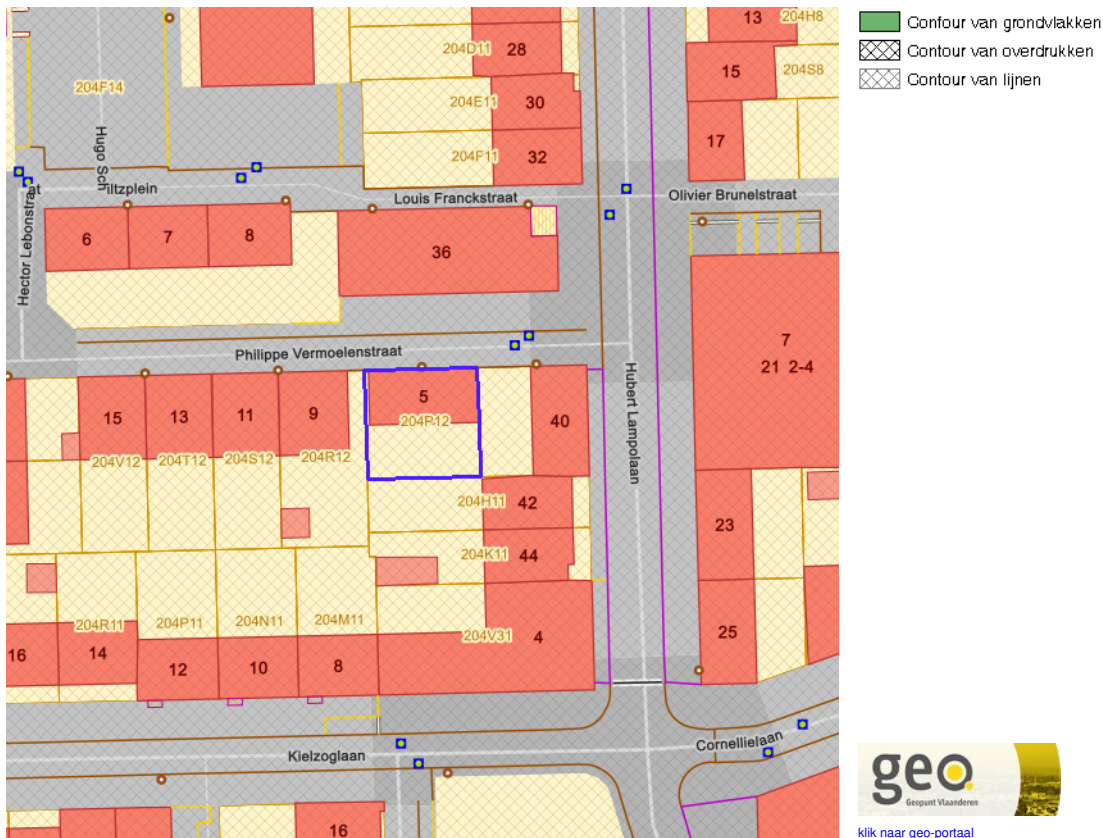 Contour van grondvlakken
Contour van overdrukken
Contour van lijnen
13
204H8
204D11
28
15
204S8
204F14
204E11
30
17
204F11
32
Hugo Sch
iltzplein
at
Louis Franckstraat
Olivier Brunelstraat
Hector Lebonstra
6
7
8
36
7
21 2-4
Philippe Vermoelenstraat
Hubert Lampolaan
15
13
11
9
5
204P12
40
204V12
204T12
204S12
204R12
204H11
42
23
204K11
44
204R11
204P11
204N11
204M11
204V31
4
25
16
14
12
10
8
Kielzoglaan
Cornellielaan
16
geo
Geopunt Vlaanderen
klik naar geo-portaal